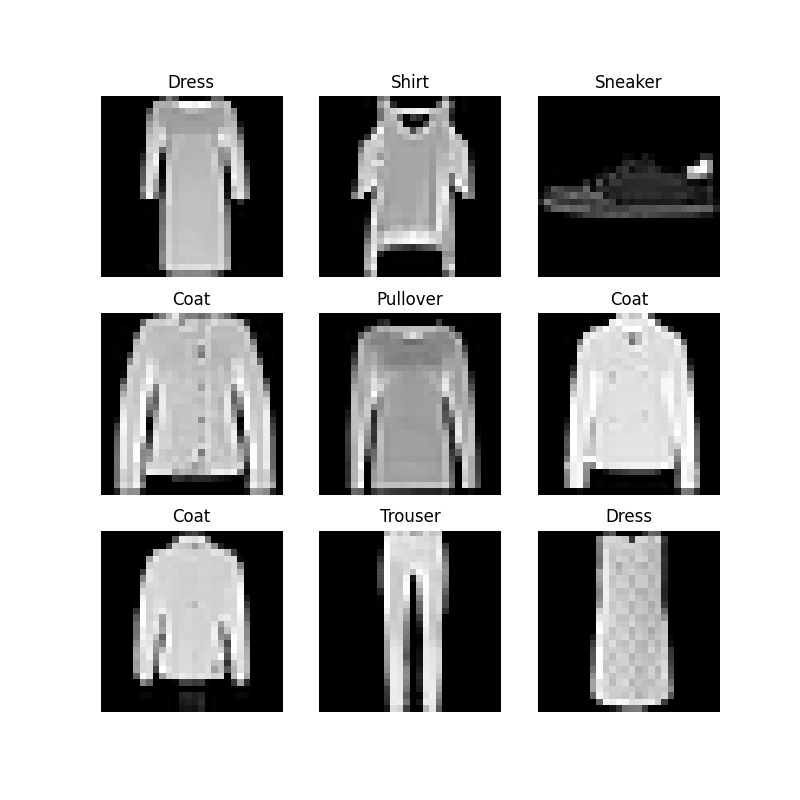 Dress
Shirt
Sneaker
Coat
Pullover
Coat
Coat
Trouser
Dress